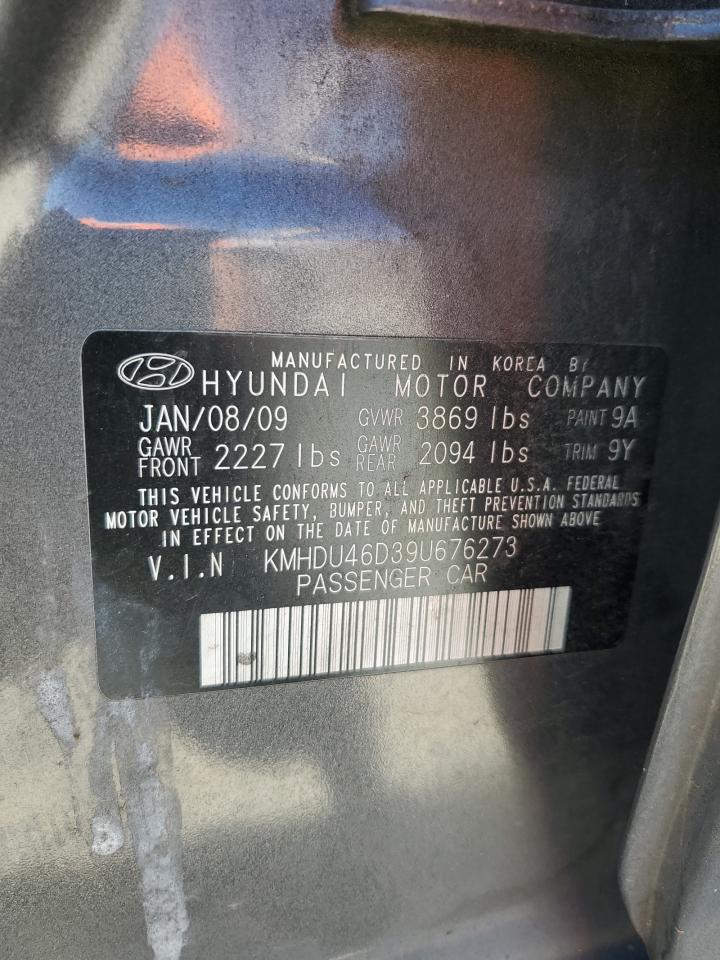 MANUFACTURED IN KOREA BY
HYUNDAI MOTOR COMPANY
JAN/08/09 GVWR 3869 lbs PAINT 9A
GAWR FRONT 2227 lbs GAWR REAR 2094 lbs TRIM 9Y
THIS VEHICLE CONFORMS TO ALL APPLICABLE U.S.A. FEDERAL
MOTOR VEHICLE SAFETY, BUMPER, AND THEFT PREVENTION STANDARDS
IN EFFECT ON THE DATE OF MANUFACTURE SHOWN ABOVE
V.I.N KMHDU46D39U676273
PASSENGER CAR